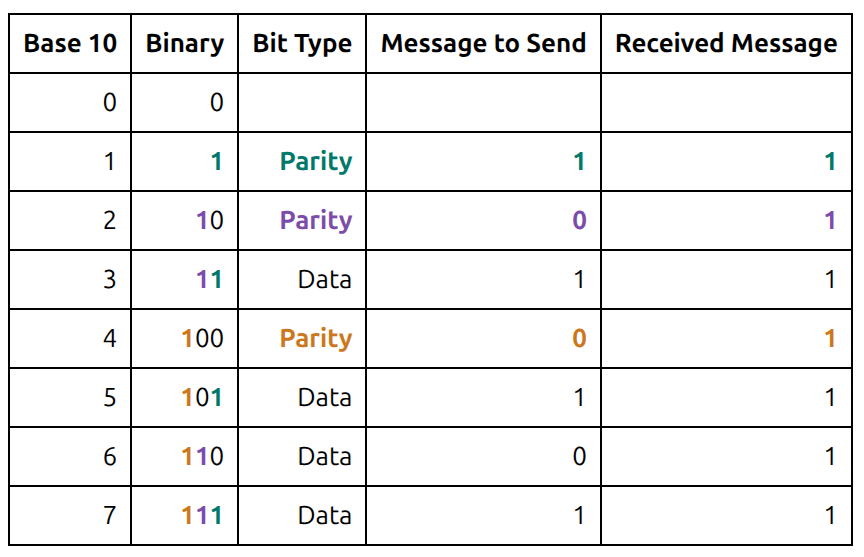 Base 10 Binary Bit Type Message to Send Received Message
0 0
1 1 Parity 1 1
2 10 Parity 0 1
3 11 Data 1 1
4 100 Parity 0 1
5 101 Data 1 1
6 110 Data 0 1
7 111 Data 1 1